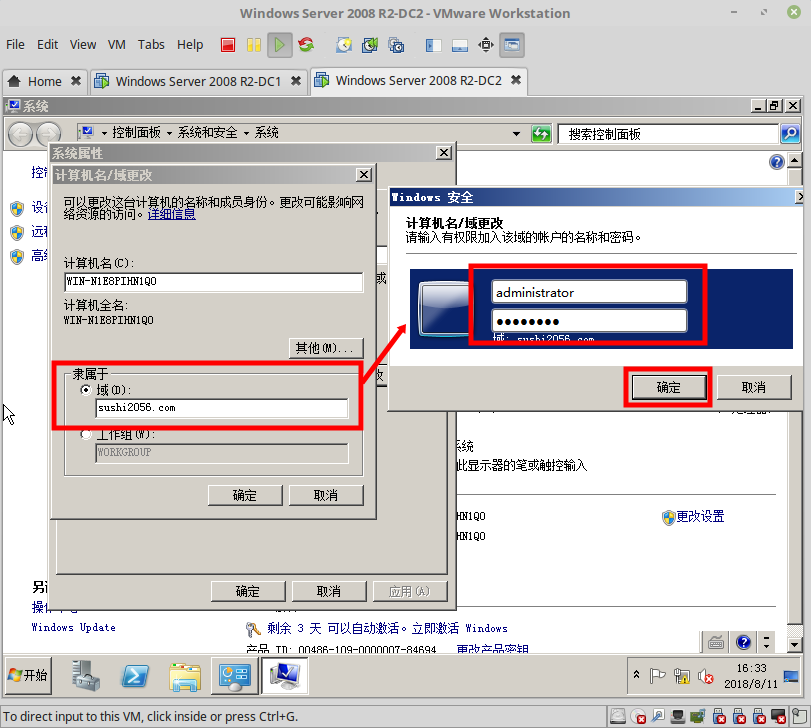 Windows Server 2008 R2-DC2 - VMware Workstation
File Edit View VM Tabs Help
Home
Windows Server 2008 R2-DC1
Windows Server 2008 R2-DC2
系统
控制面板 系统和安全 系统
搜索控制面板
系统属性
计算机名/域更改
可以更改这台计算机的名称和成员身份。更改可能影响网
络资源的访问。详细信息
计算机名(C):
WIN-N1E8PIHN1QO
计算机全名:
WIN-N1E8PIHN1QO
其他(M)...
隶属于
域(D):
sushi2056.com
工作组(W):
WORKGROUP
确定
取消
确定
取消
应用(A)
Windows 安全
计算机名/域更改
请输入有权限加入该域的帐户的名称和密码。
administrator
域: sushi2056.com
确定
取消
系统
此显示器的笔或触控输入
HN1QO
更改设置
HN1QO
Windows Update
剩余 3 天 可以自动激活。立即激活 Windows
产品 ID: 00486-109-0000007-84694
更改产品密钥
开始
16:33
2018/8/11
To direct input to this VM, click inside or press Ctrl+G.